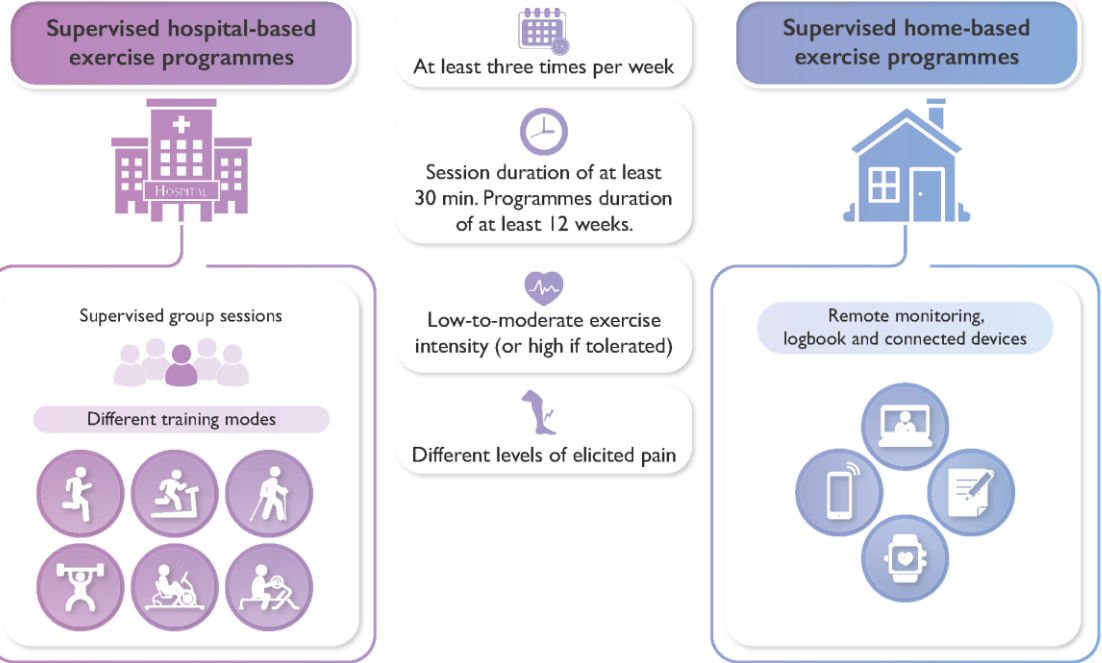 Supervised hospital-based
exercise programmes
HOSPITAL
Supervised group sessions
Different training modes
At least three times per week
Session duration of at least
30 min. Programmes duration
of at least 12 weeks.
Low-to-moderate exercise
intensity (or high if tolerated)
Different levels of elicited pain
Supervised home-based
exercise programmes
Remote monitoring,
logbook and connected devices